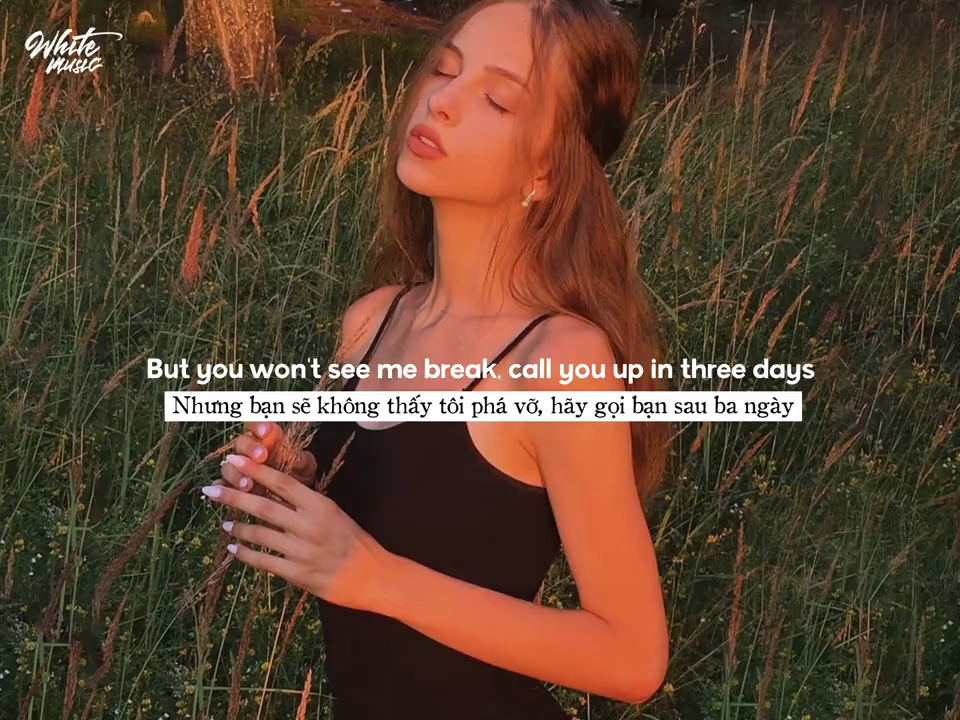 White
MUSIC
But you won't see me break, call you up in three days
Nhưng bạn sẽ không thấy tôi phá vỡ, hãy gọi bạn sau ba ngày